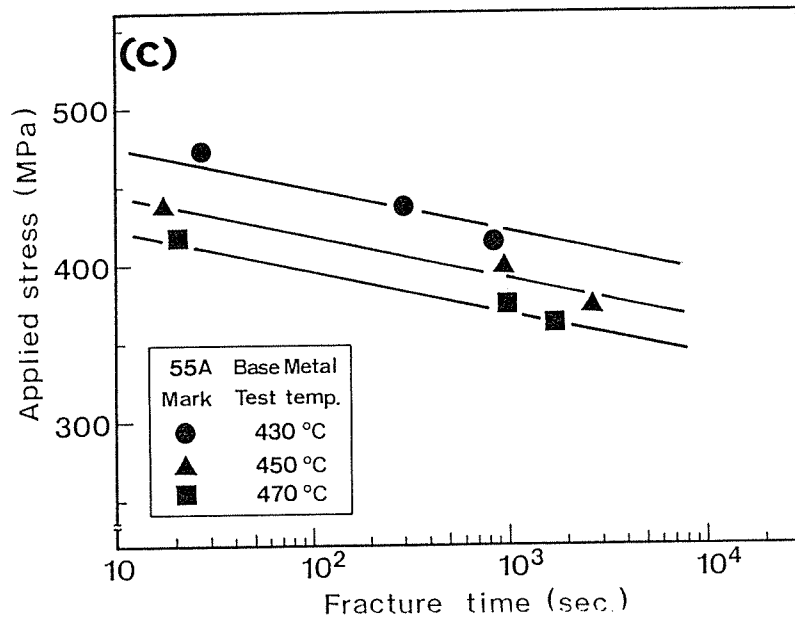 (C)
Applied stress (MPa)
500
400
300
55A Base Metal
Mark Test temp.
430 °C
450 °C
470 °C
10 10² 10³ 10⁴
Fracture time (sec.)